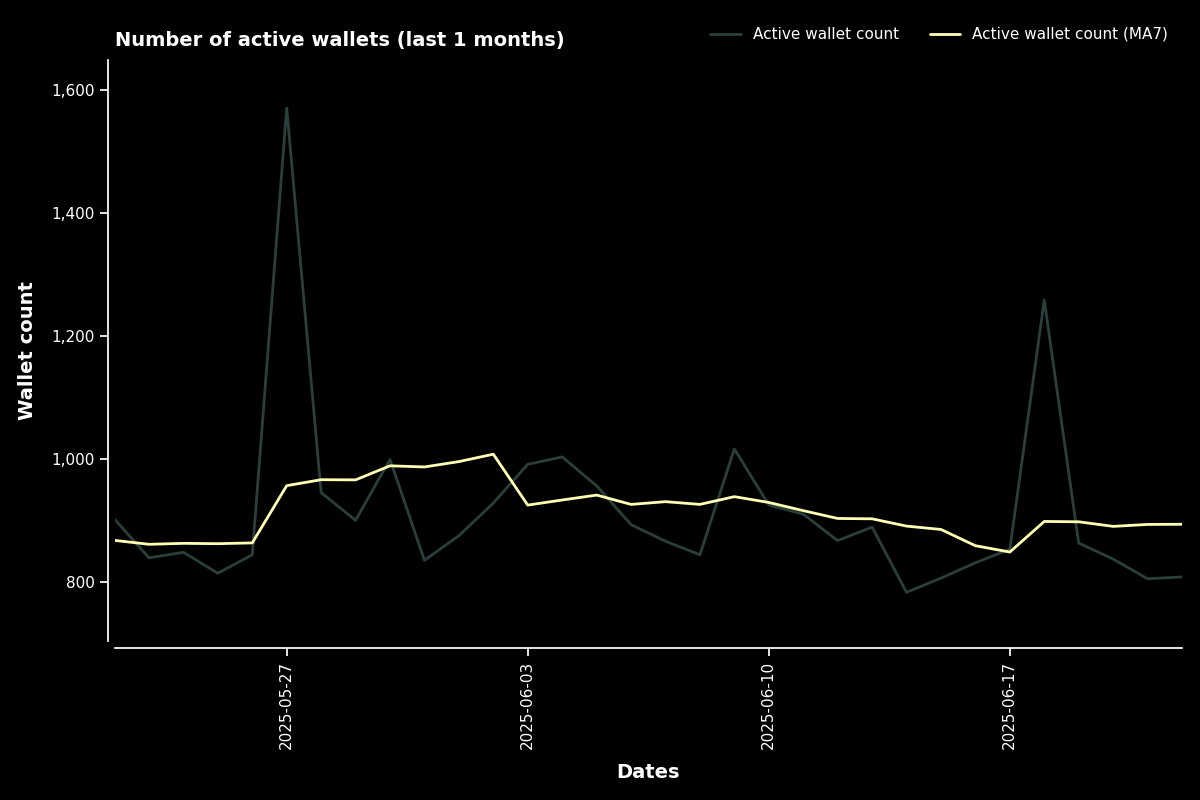 Number of active wallets (last 1 months)
Active wallet count
Active wallet count (MA7)
1,600
1,400
1,200
1,000
800
Wallet count
2025-05-27
2025-06-03
2025-06-10
2025-06-17
Dates